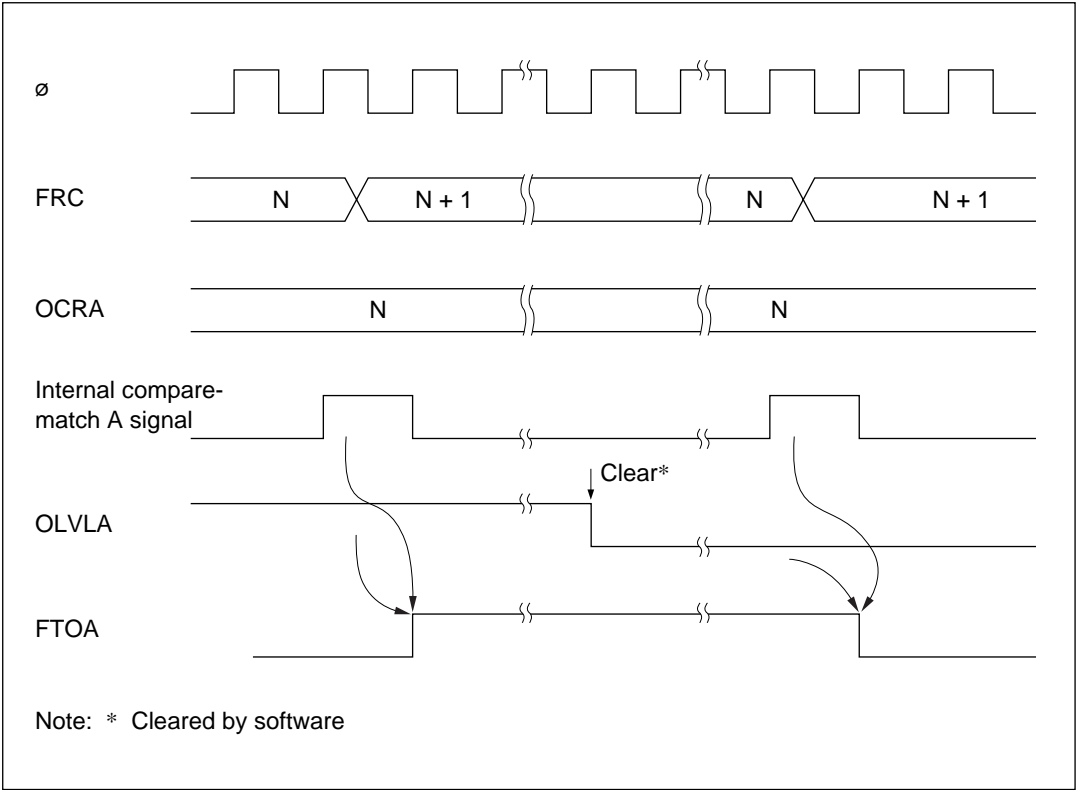 ø
FRC N N + 1 N N + 1
OCRA N N
Internal compare-
match A signal
Clear*
OLVLA
FTOA
Note: * Cleared by software